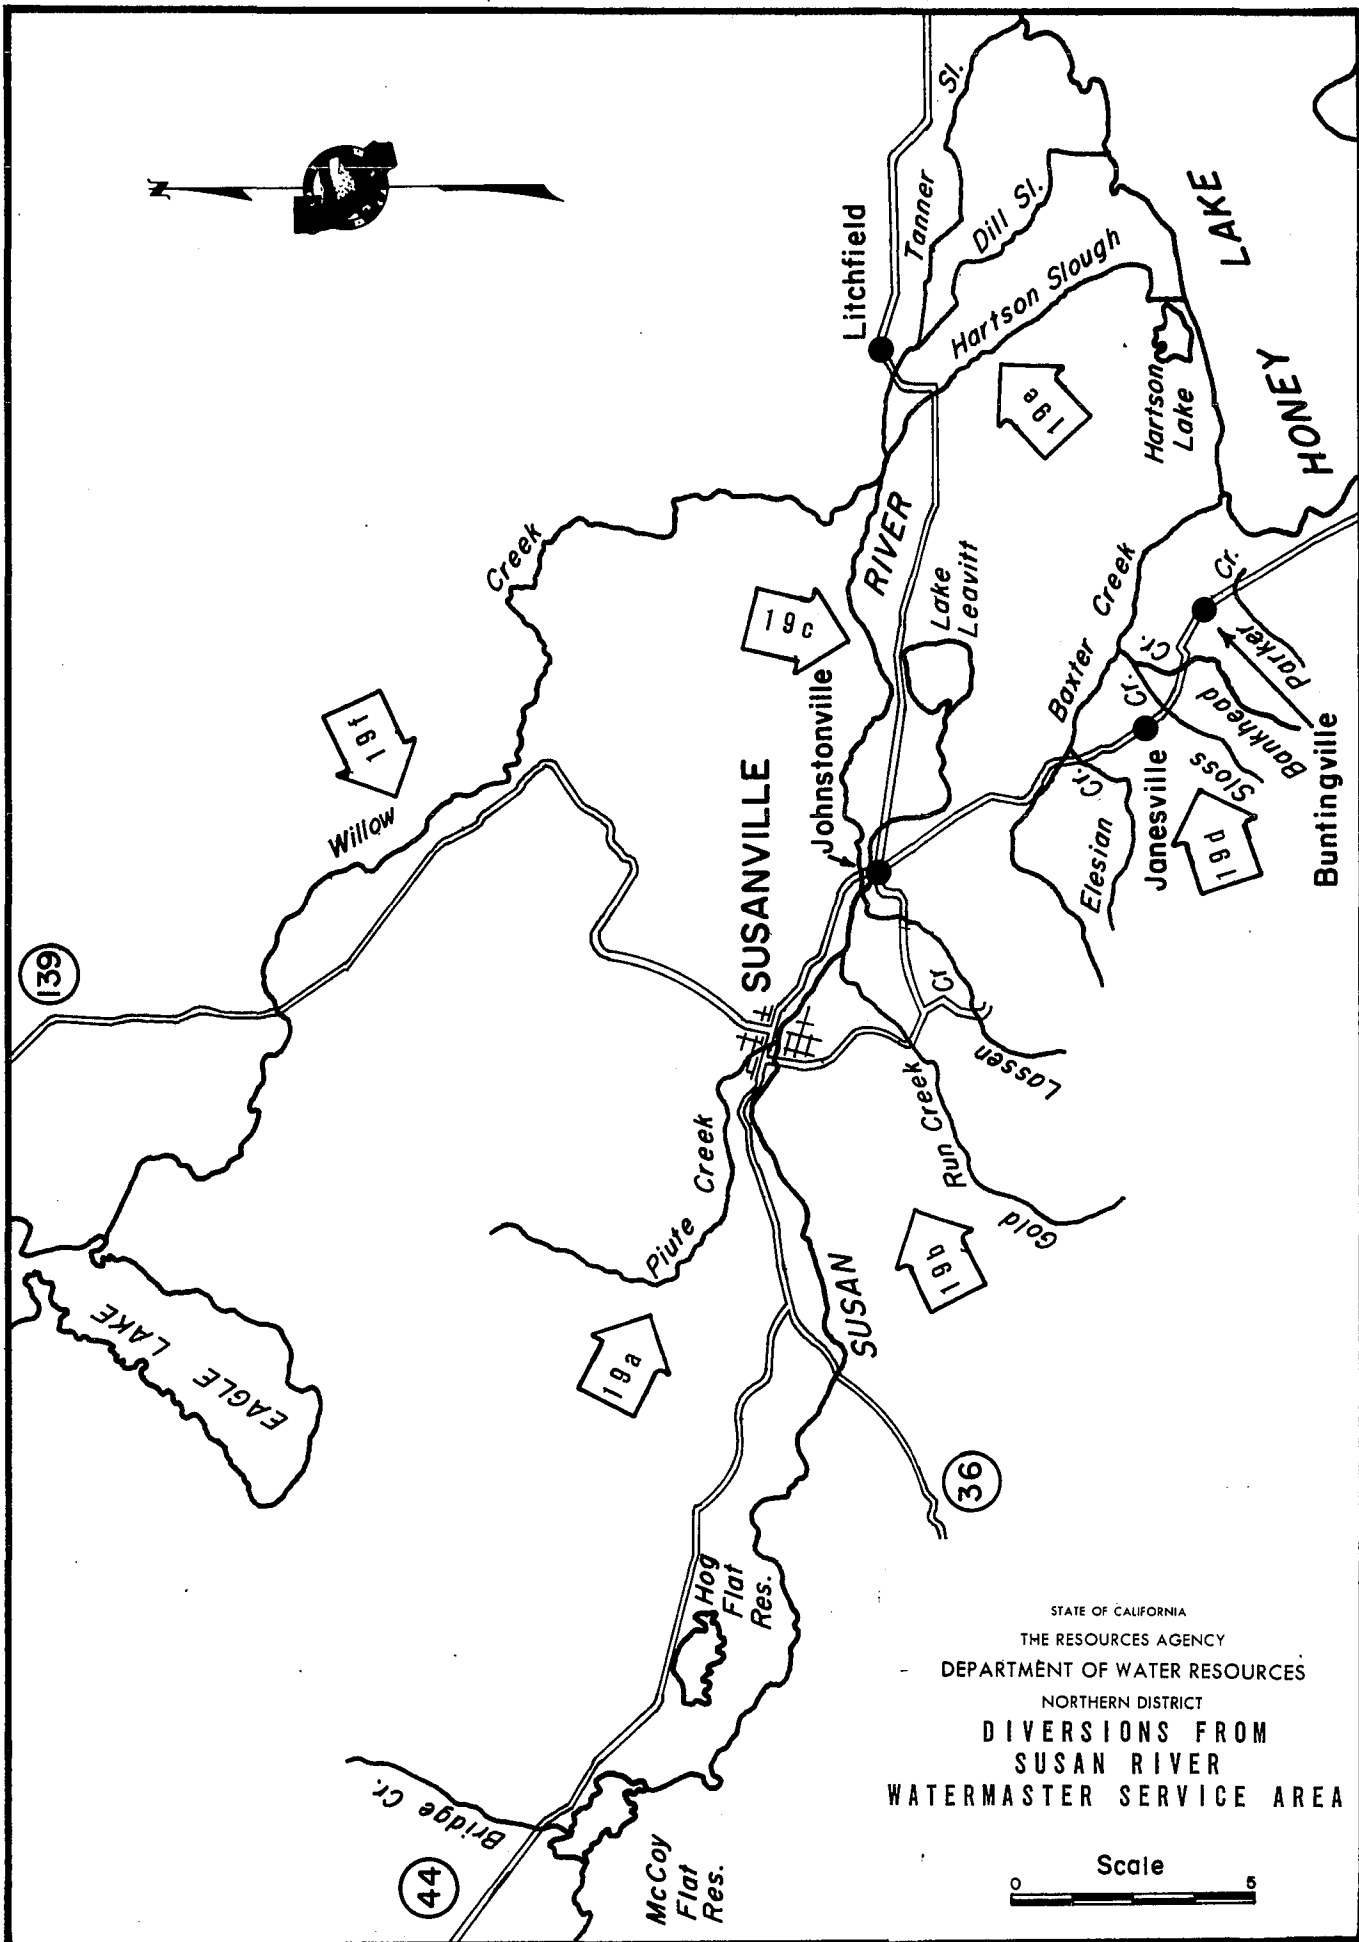 N
139
44
36
EAGLE LAKE
Willow
Creek
Bridge Cr.
McCoy
Flat
Res.
Hog
Flat
Res.
Piute
Creek
SUSANVILLE
SUSAN
RIVER
Gold
Run Creek
Lassen
Cr
Johnstonville
Lake
Leavitt
Litchfield
Tanner
Sl.
Dill Sl.
Hartson Slough
Hartson
Lake
HONEY
LAKE
Baxter
Creek
Elesian
Cr.
Janesville
Sloss
Cr.
Bankhead
Cr.
Parker
Cr.
Buntingville
19a
19b
19c
19d
19e
19f
STATE OF CALIFORNIA
THE RESOURCES AGENCY
DEPARTMENT OF WATER RESOURCES
NORTHERN DISTRICT
DIVERSIONS FROM
SUSAN RIVER
WATERMASTER SERVICE AREA
Scale
0 5